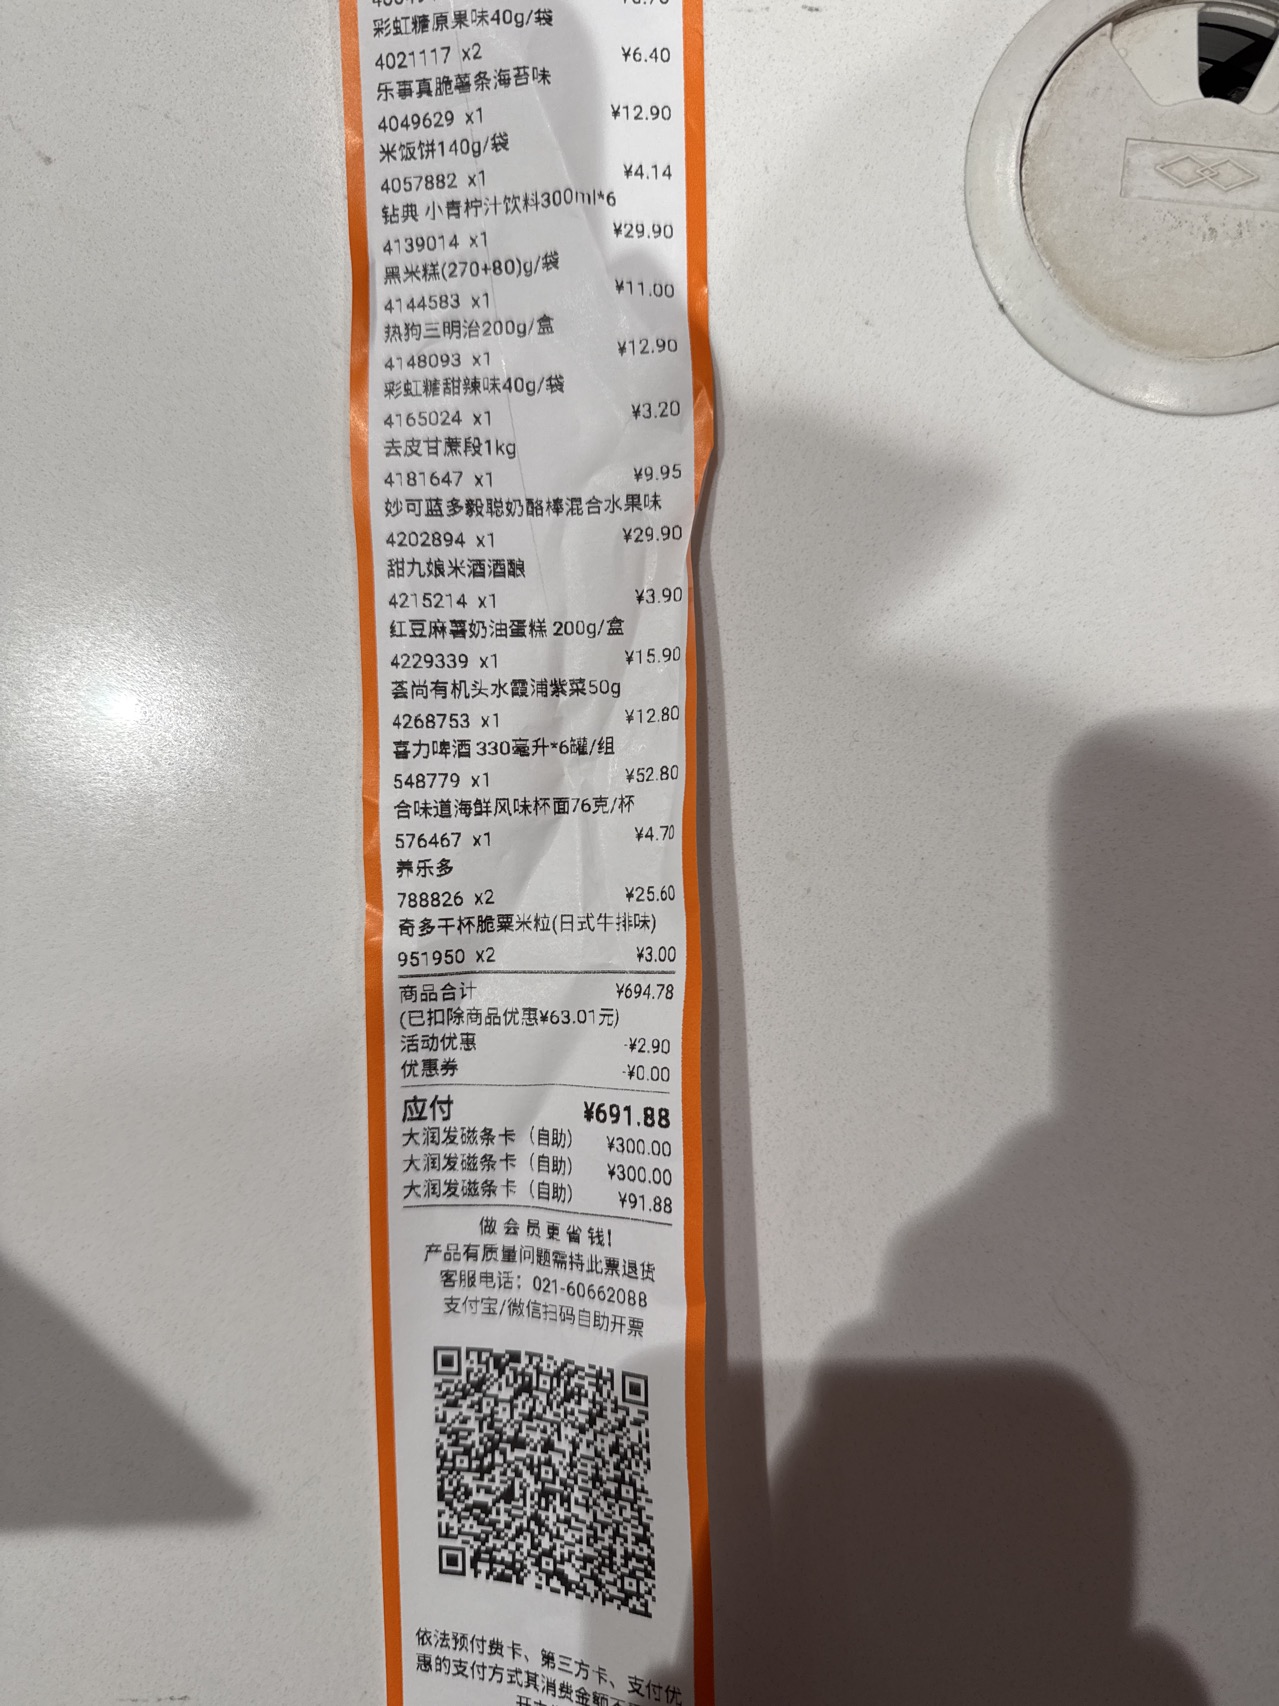 彩虹糖原果味40g/袋
4021117 x2 ¥6.40
乐事真脆薯条海苔味
4049629 x1 ¥12.90
米饭饼140g/袋
4057882 x1 ¥4.14
钻典 小青柠汁饮料300ml*6
4139014 x1 ¥29.90
黑米糕(270+80)g/袋
4144583 x1 ¥11.00
热狗三明治200g/盒
4148093 x1 ¥12.90
彩虹糖甜辣味40g/袋
4165024 x1 ¥3.20
去皮甘蔗段1kg
4181647 x1 ¥9.95
妙可蓝多毅聪奶酪棒混合水果味
4202894 x1 ¥29.90
甜九娘米酒酒酿
4215214 x1 ¥3.90
红豆麻薯奶油蛋糕 200g/盒
4229339 x1 ¥15.90
荟尚有机头水霞浦紫菜50g
4268753 x1 ¥12.80
喜力啤酒 330毫升*6罐/组
548779 x1 ¥52.80
合味道海鲜风味杯面76克/杯
576467 x1 ¥4.70
养乐多
788826 x2 ¥25.60
奇多干杯脆粟米粒(日式牛排味)
951950 x2 ¥3.00
商品合计 ¥694.78
(已扣除商品优惠¥63.01元)
活动优惠 -¥2.90
优惠券 -¥0.00
应付 ¥691.88
大润发磁条卡（自助） ¥300.00
大润发磁条卡（自助） ¥300.00
大润发磁条卡（自助） ¥91.88
做会员更省钱!
产品有质量问题需持此票退货
客服电话: 021-60662088
支付宝/微信扫码自助开票
依法预付费卡、第三方卡、支付优
惠的支付方式其消费金额